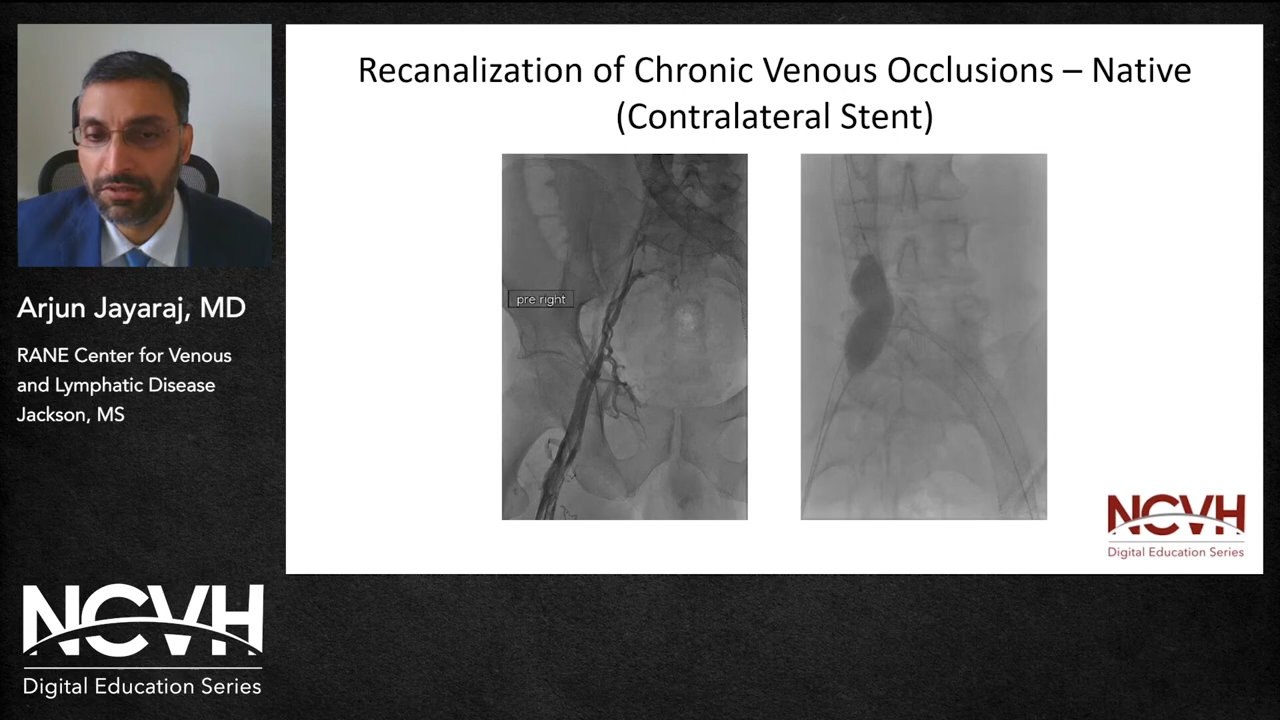 Recanalization of Chronic Venous Occlusions – Native
(Contralateral Stent)
pre right
Arjun Jayaraj, MD
RANE Center for Venous
and Lymphatic Disease
Jackson, MS
NCVH
Digital Education Series
NCVH
Digital Education Series